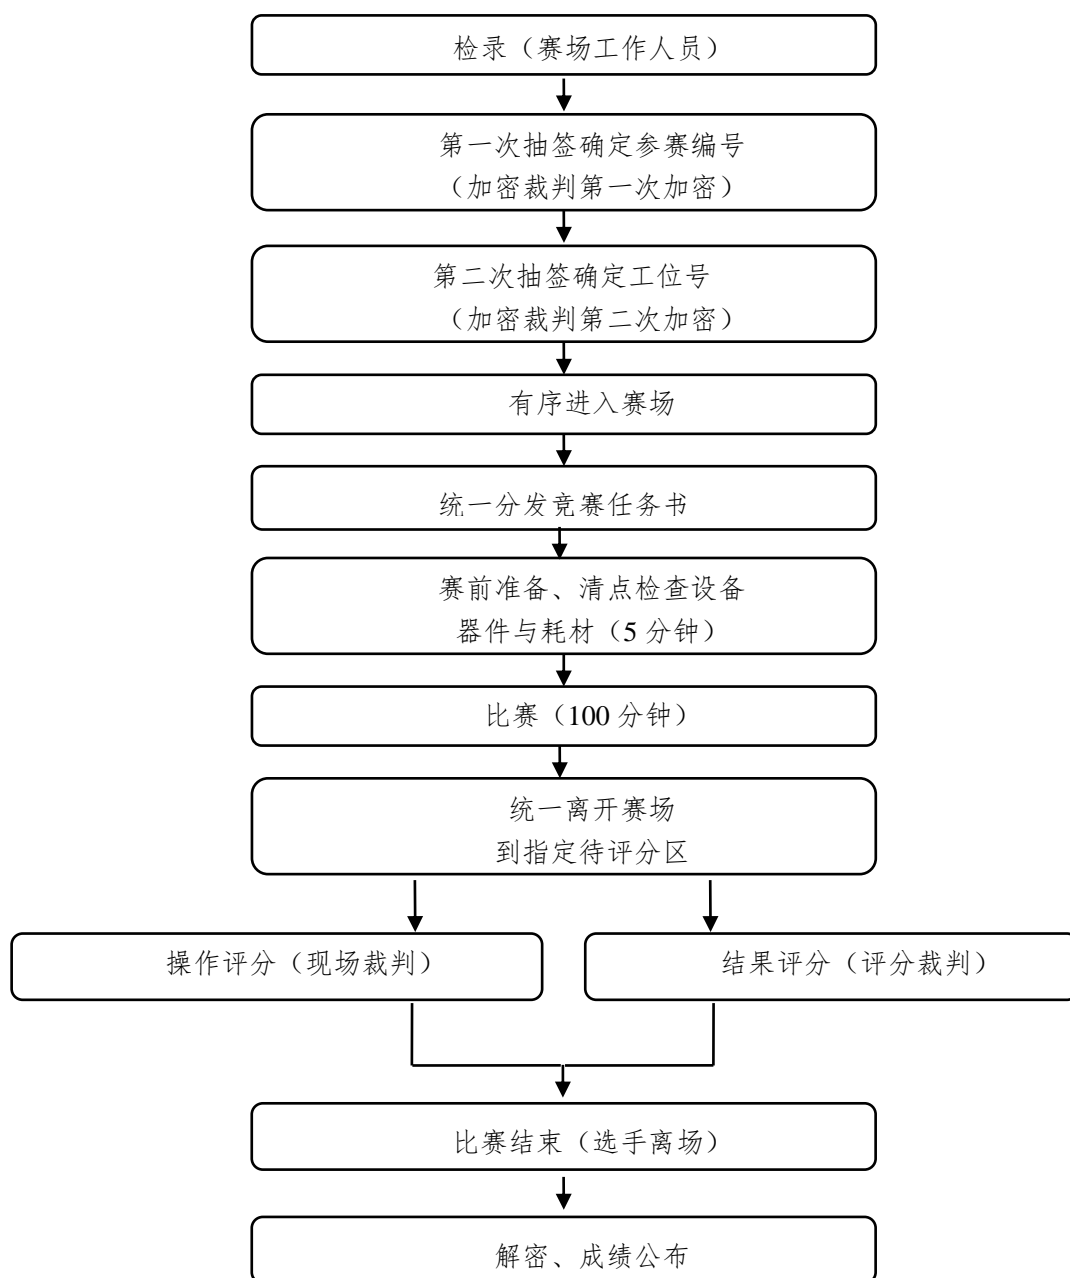 检录（赛场工作人员）
第一次抽签确定参赛编号
（加密裁判第一次加密）
第二次抽签确定工位号
（加密裁判第二次加密）
有序进入赛场
统一分发竞赛任务书
赛前准备、清点检查设备
器件与耗材（5 分钟）
比赛（100 分钟）
统一离开赛场
到指定待评分区
操作评分（现场裁判）
结果评分（评分裁判）
比赛结束（选手离场）
解密、成绩公布